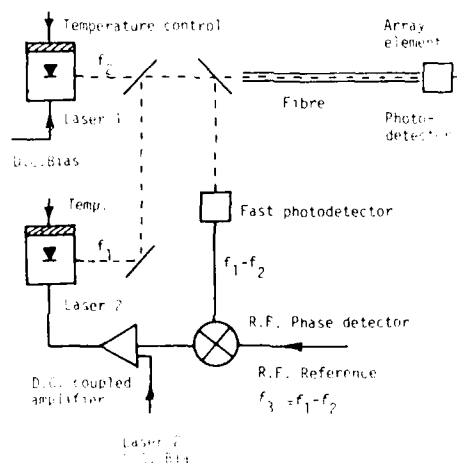 Temperature control
Array
element
f2
Fibre
Laser 1
Photo-
detector
D.C. Bias
Temp.
Fast photodetector
f1
f1-f2
Laser 2
R.F. Phase detector
R.F. Reference
D.C. coupled
amplifier
f3 =f1-f2
Laser 2